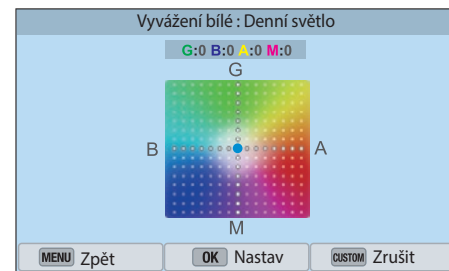 Vyvážení bílé : Denní světlo
G:0 B:0 A:0 M:0
G
B A
M
MENU Zpět OK Nastav CUSTOM Zrušit